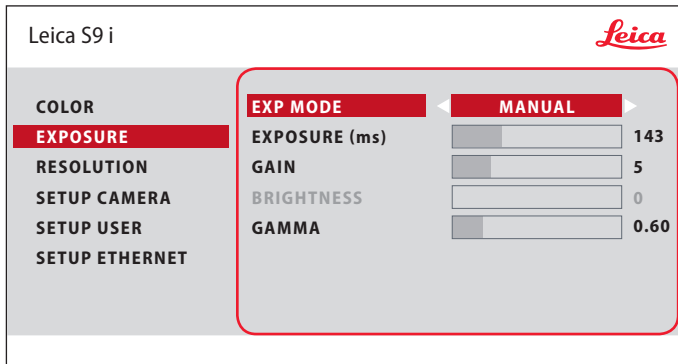 Leica S9 i
Leica
COLOR
EXPOSURE
RESOLUTION
SETUP CAMERA
SETUP USER
SETUP ETHERNET
EXP MODE MANUAL
EXPOSURE (ms) 143
GAIN 5
BRIGHTNESS 0
GAMMA 0.60